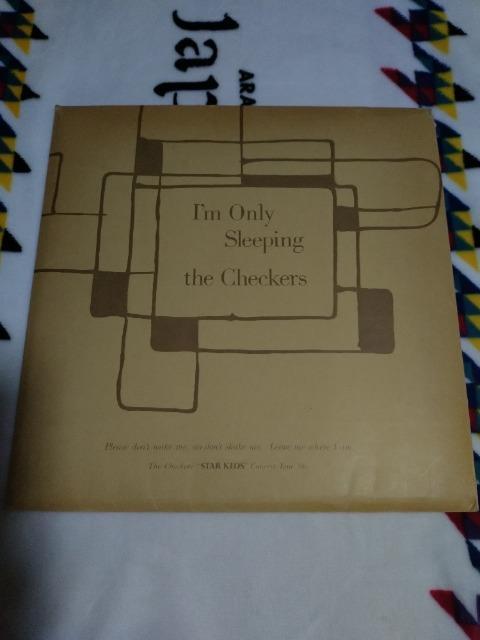 Jap
ARA
I'm Only
Sleeping
the Checkers
Please don't wake me, no don't shake me Leave me where I am
The Checkers "STAR KIDS" Concert Tour '86